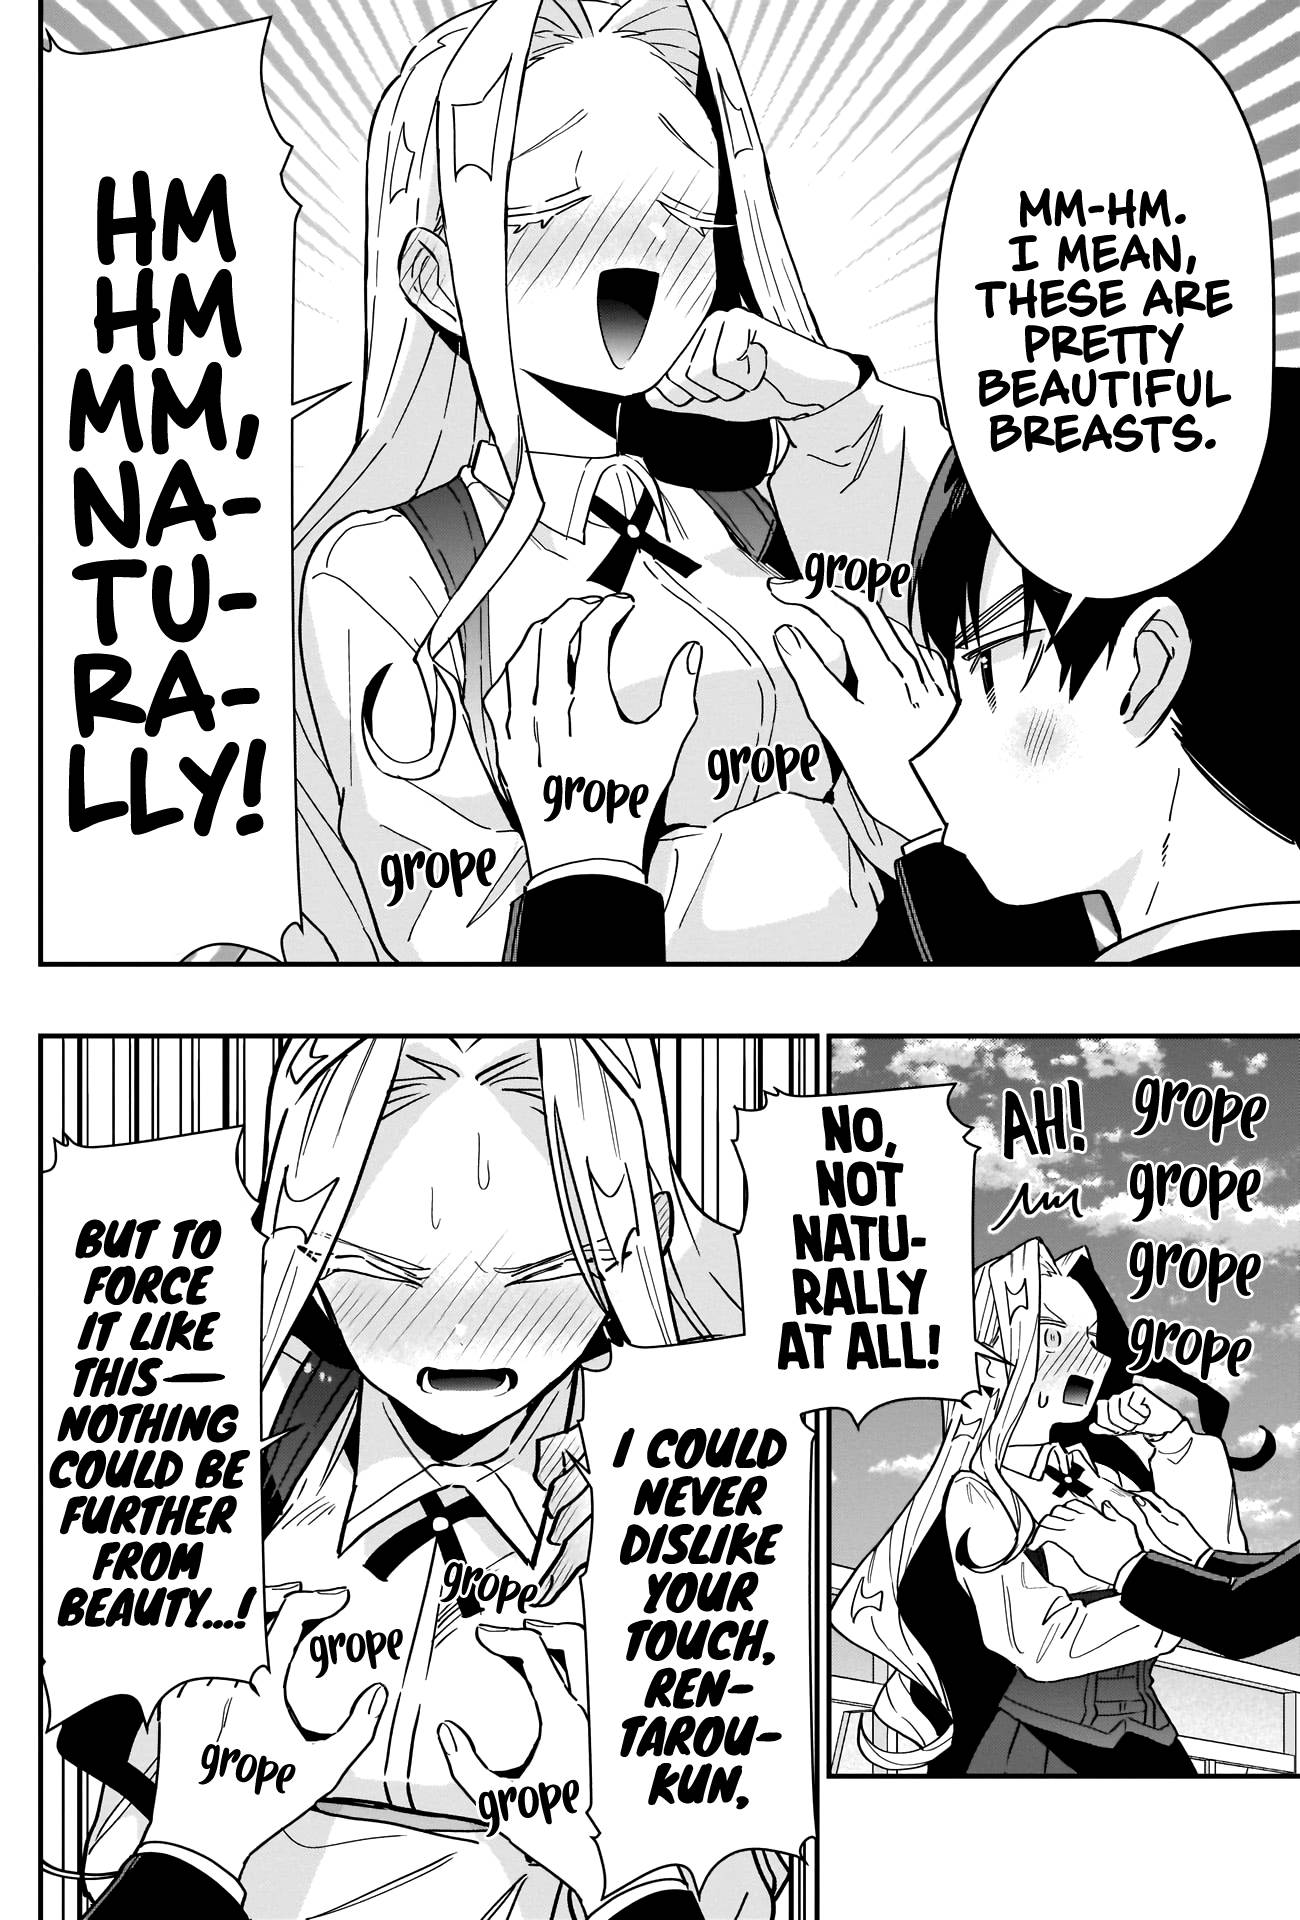 MM-HM.
I MEAN,
THESE ARE
PRETTY
BEAUTIFUL
BREASTS.
grope
grope
grope
grope
HM
HM
MM,
NA-
TU-
RA-
LLY!
grope
grope
grope
grope
AH!
NO,
NOT
NATU-
RALLY
AT ALL!
I COULD
NEVER
DISLIKE
YOUR
TOUCH,
REN-
TAROU-
KUN,
grope
grope
grope
grope
BUT TO
FORCE
IT LIKE
THIS—
NOTHING
COULD BE
FURTHER
FROM
BEAUTY...!